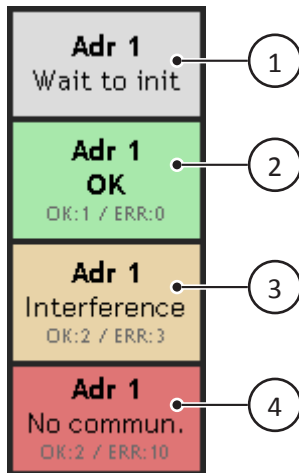 Adr 1
Wait to init
1
Adr 1
OK
OK:1 / ERR:0
2
Adr 1
Interference
OK:2 / ERR:3
3
Adr 1
No commun.
OK:2 / ERR:10
4